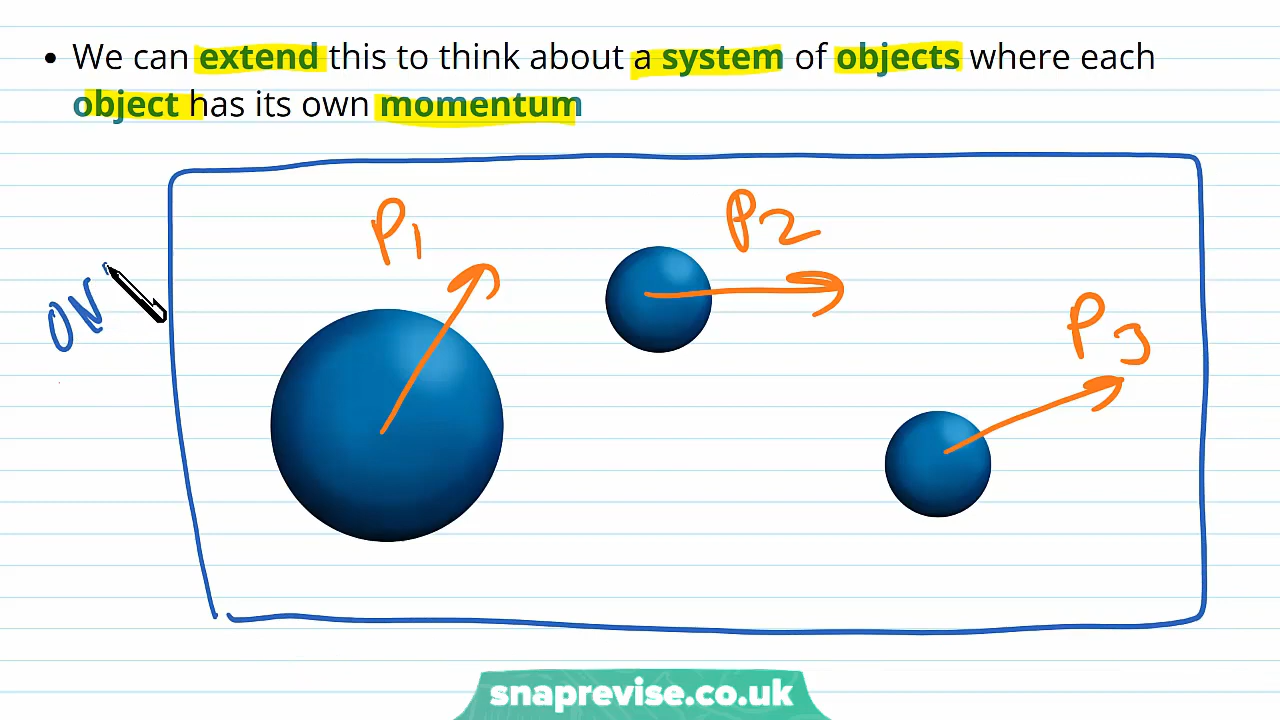 • We can extend this to think about a system of objects where each
object has its own momentum
P1
P2
P3
ON
snaprevise.co.uk